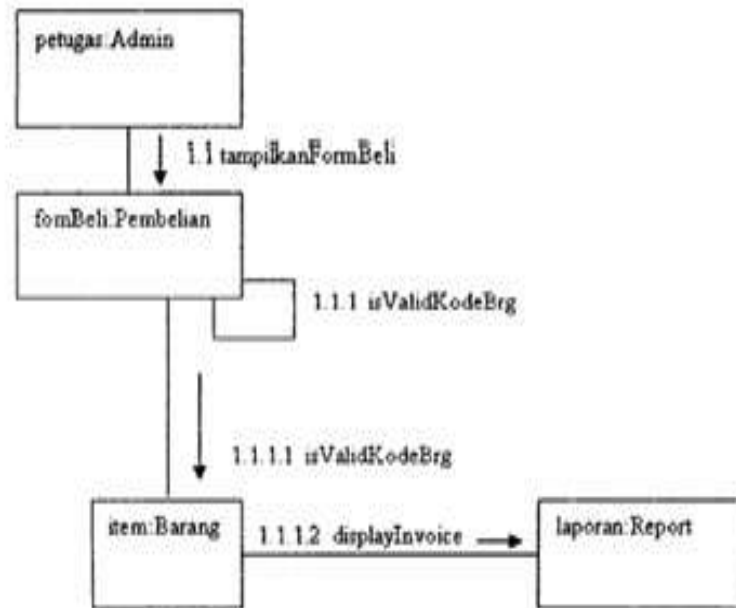 petugas:Admin
1.1 tampilkanFormBeli
fomBeli:Pembelian
1.1.1 isValidKodeBrg
1.1.1.1 isValidKodeBrg
item:Barang
1.1.1.2 displayInvoice
laporan:Report